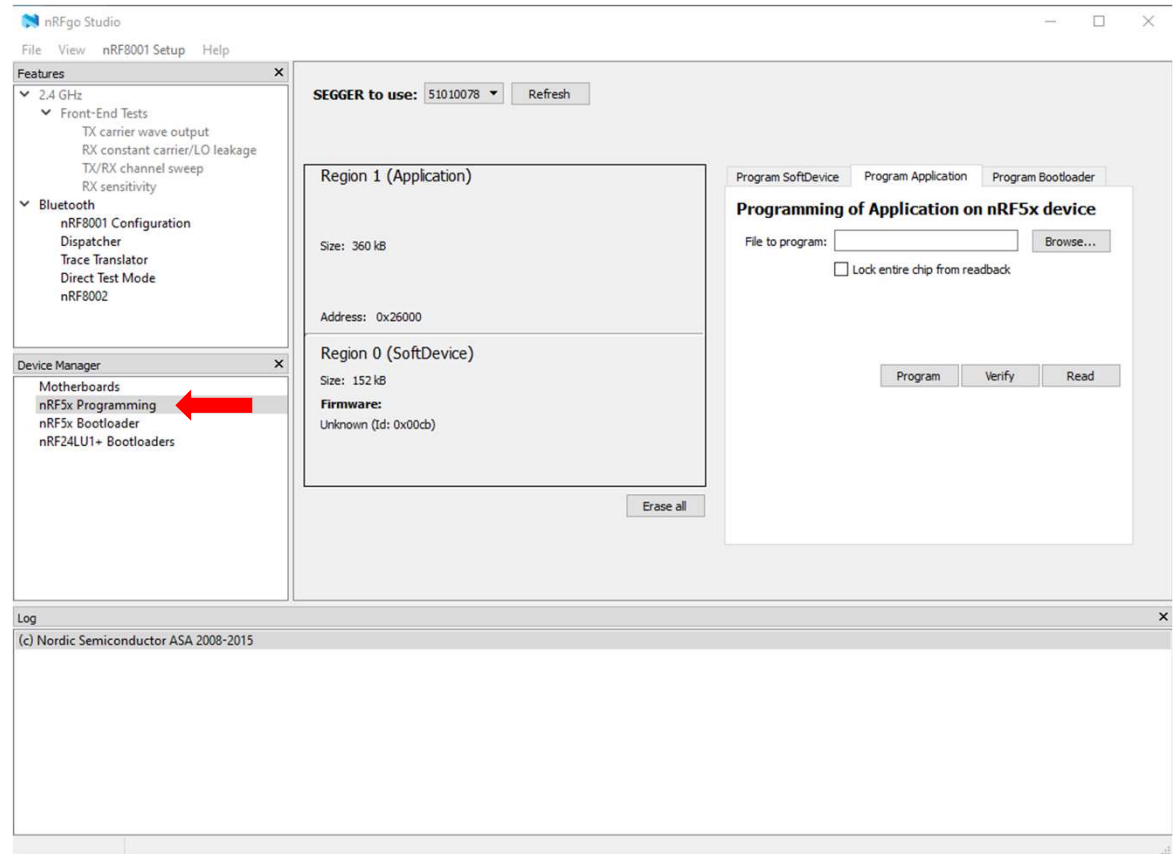 nRFgo Studio
File View nRF8001 Setup Help
Features
2.4 GHz
Front-End Tests
TX carrier wave output
RX constant carrier/LO leakage
TX/RX channel sweep
RX sensitivity
Bluetooth
nRF8001 Configuration
Dispatcher
Trace Translator
Direct Test Mode
nRF8002
Device Manager
Motherboards
nRF5x Programming
nRF5x Bootloader
nRF24LU1+ Bootloaders
SEGGER to use: 51010078 Refresh
Region 1 (Application)
Size: 360 kB
Address: 0x26000
Region 0 (SoftDevice)
Size: 152 kB
Firmware:
Unknown (Id: 0x00cb)
Erase all
Program SoftDevice Program Application Program Bootloader
Programming of Application on nRF5x device
File to program: Browse...
Lock entire chip from readback
Program Verify Read
Log
(c) Nordic Semiconductor ASA 2008-2015